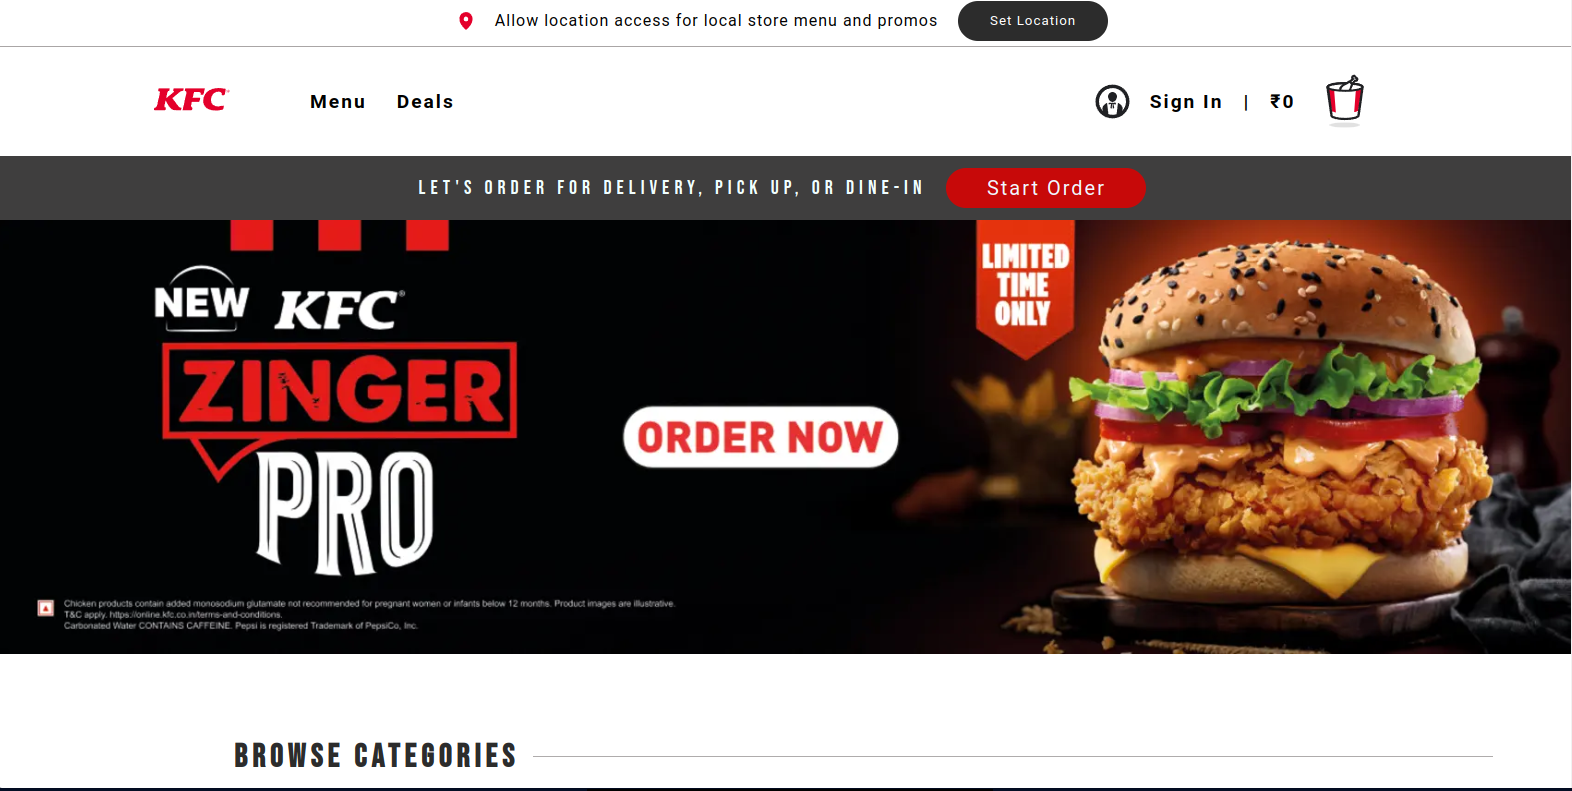 Allow location access for local store menu and promos
Set Location
KFC
Menu
Deals
Sign In | ₹0
LET'S ORDER FOR DELIVERY, PICK UP, OR DINE-IN
Start Order
NEW KFC®
ZINGER
PRO
ORDER NOW
LIMITED
TIME
ONLY
Chicken products contain added monosodium glutamate not recommended for pregnant women or infants below 12 months. Product images are illustrative.
T&C apply. https://online.kfc.co.in/terms-and-conditions.
Carbonated Water CONTAINS CAFFEINE. Pepsi is registered Trademark of PepsiCo, Inc.
BROWSE CATEGORIES